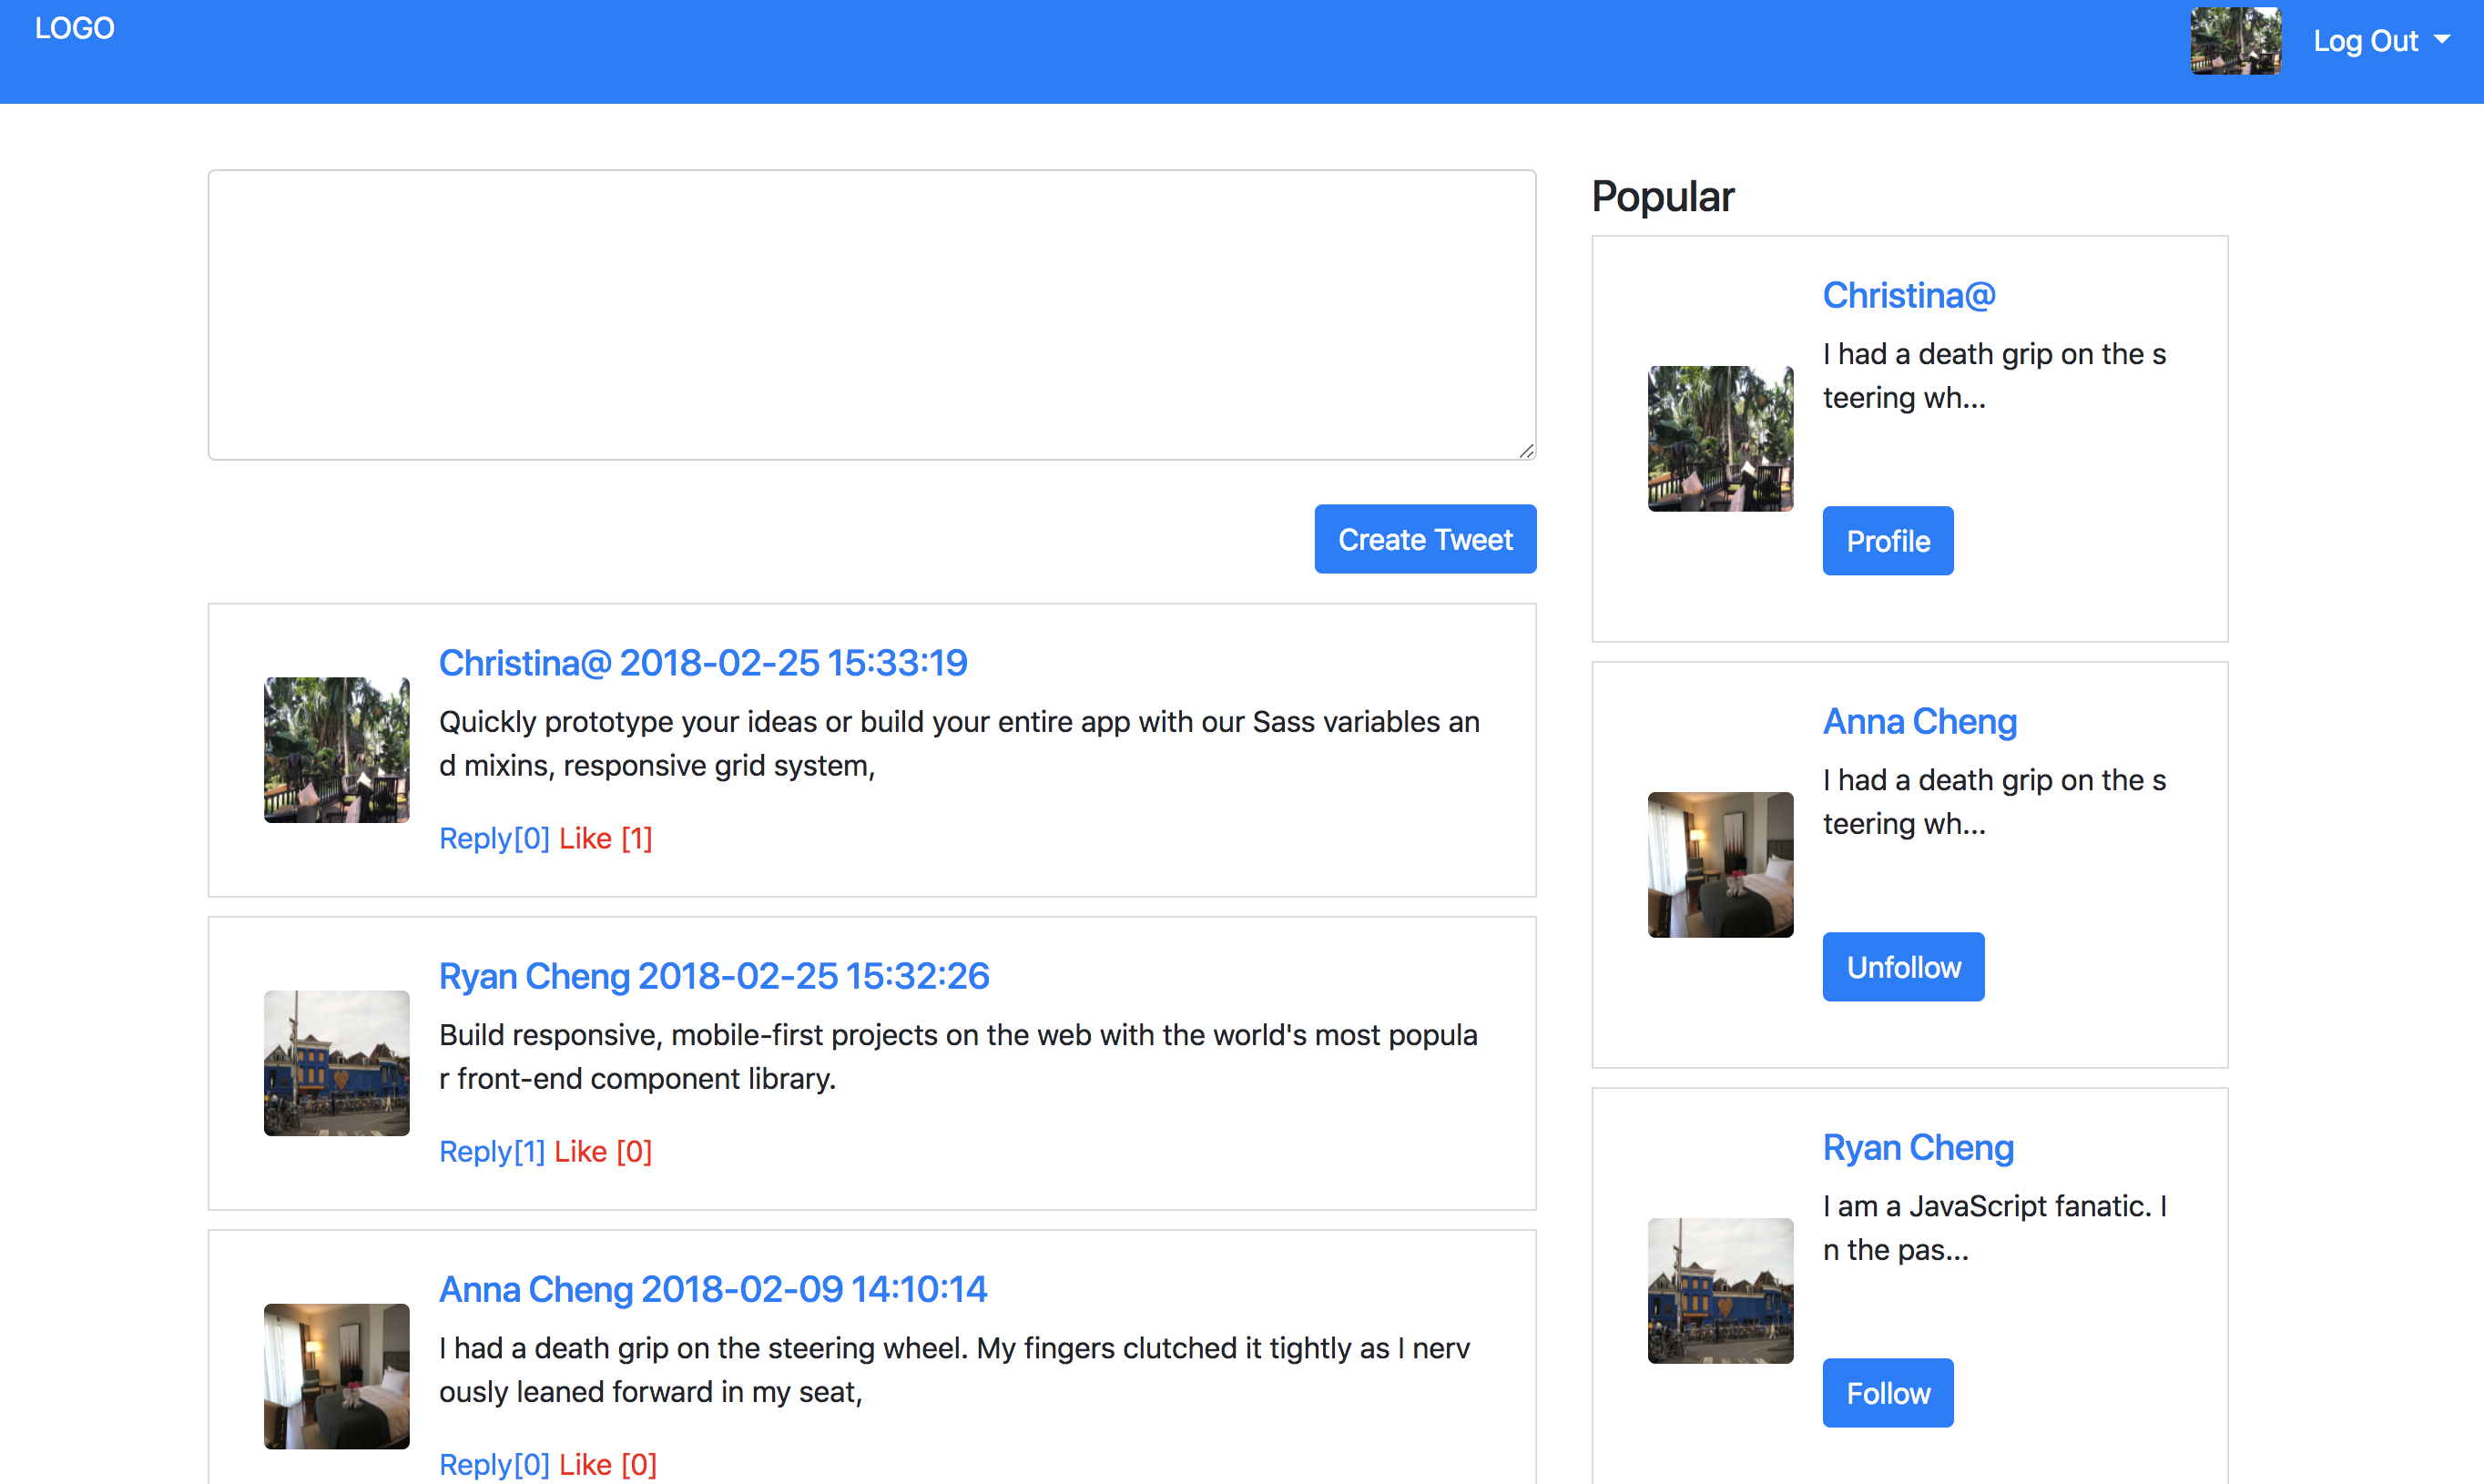 LOGO
Log Out
Create Tweet
Christina@ 2018-02-25 15:33:19
Quickly prototype your ideas or build your entire app with our Sass variables an
d mixins, responsive grid system,
Reply[0] Like [1]
Ryan Cheng 2018-02-25 15:32:26
Build responsive, mobile-first projects on the web with the world's most popula
r front-end component library.
Reply[1] Like [0]
Anna Cheng 2018-02-09 14:10:14
I had a death grip on the steering wheel. My fingers clutched it tightly as I nerv
ously leaned forward in my seat,
Reply[0] Like [0]
Popular
Christina@
I had a death grip on the s
teering wh...
Profile
Anna Cheng
I had a death grip on the s
teering wh...
Unfollow
Ryan Cheng
I am a JavaScript fanatic. I
n the pas...
Follow